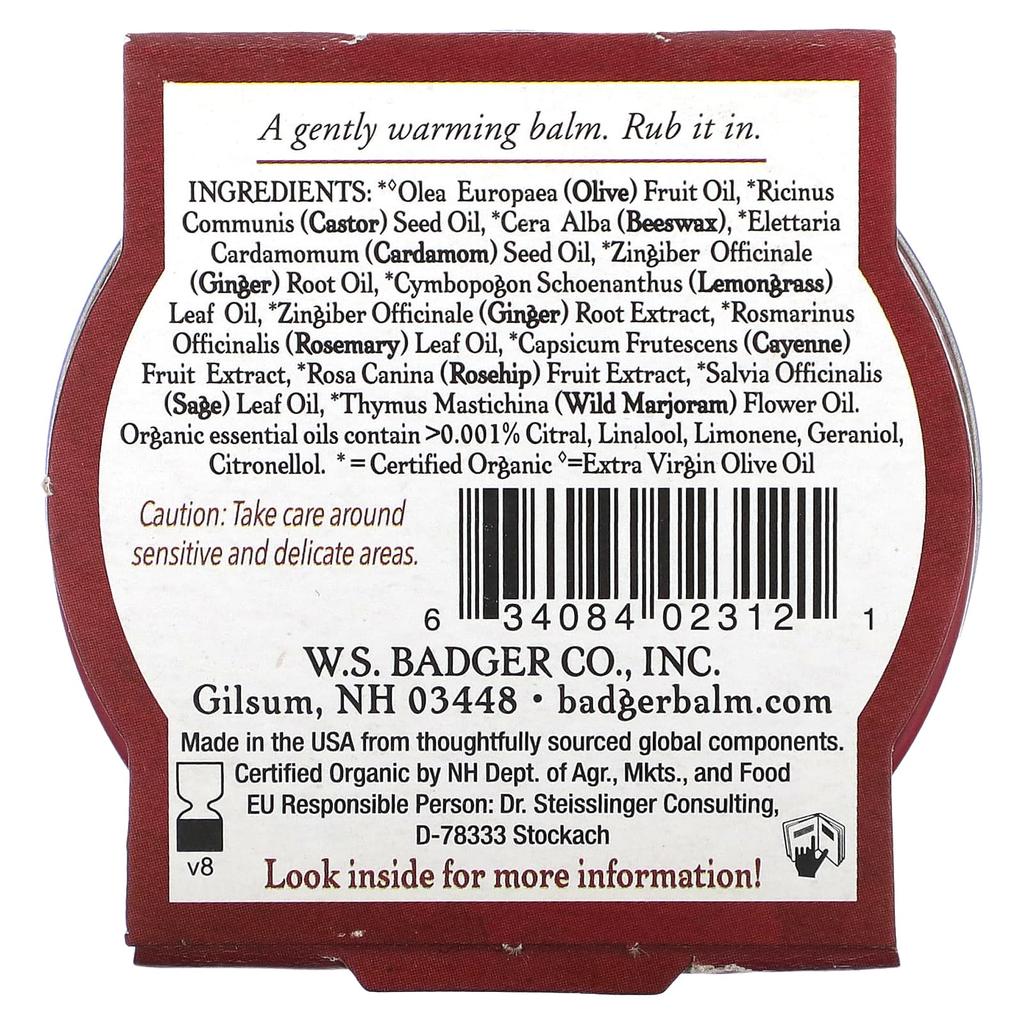 A gently warming balm. Rub it in.
INGREDIENTS: *◊Olea Europaea (Olive) Fruit Oil, *Ricinus
Communis (Castor) Seed Oil, *Cera Alba (Beeswax), *Elettaria
Cardamomum (Cardamom) Seed Oil, *Zingiber Officinale
(Ginger) Root Oil, *Cymbopogon Schoenanthus (Lemongrass)
Leaf Oil, *Zingiber Officinale (Ginger) Root Extract, *Rosmarinus
Officinalis (Rosemary) Leaf Oil, *Capsicum Frutescens (Cayenne)
Fruit Extract, *Rosa Canina (Rosehip) Fruit Extract, *Salvia Officinalis
(Sage) Leaf Oil, *Thymus Mastichina (Wild Marjoram) Flower Oil.
Organic essential oils contain >0.001% Citral, Linalool, Limonene, Geraniol,
Citronellol. * = Certified Organic ◊=Extra Virgin Olive Oil
Caution: Take care around
sensitive and delicate areas.
6 34084 02312 1
W.S. BADGER CO., INC.
Gilsum, NH 03448 • badgerbalm.com
Made in the USA from thoughtfully sourced global components.
Certified Organic by NH Dept. of Agr., Mkts., and Food
EU Responsible Person: Dr. Steisslinger Consulting,
D-78333 Stockach
v8
Look inside for more information!